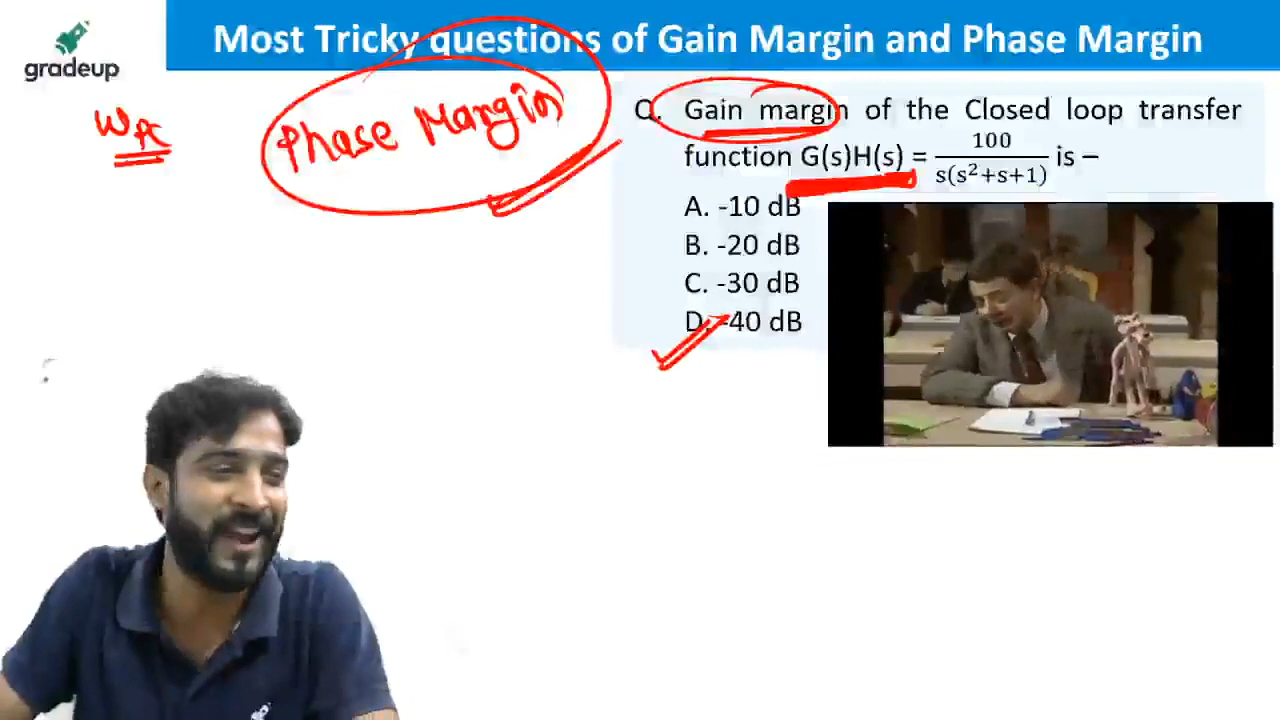 Most Tricky questions of Gain Margin and Phase Margin
gradeup
ωpc
Phase Margin
Q. Gain margin of the Closed loop transfer
function G(s)H(s) = 100/s(s²+s+1) is –
A. -10 dB
B. -20 dB
C. -30 dB
D. -40 dB